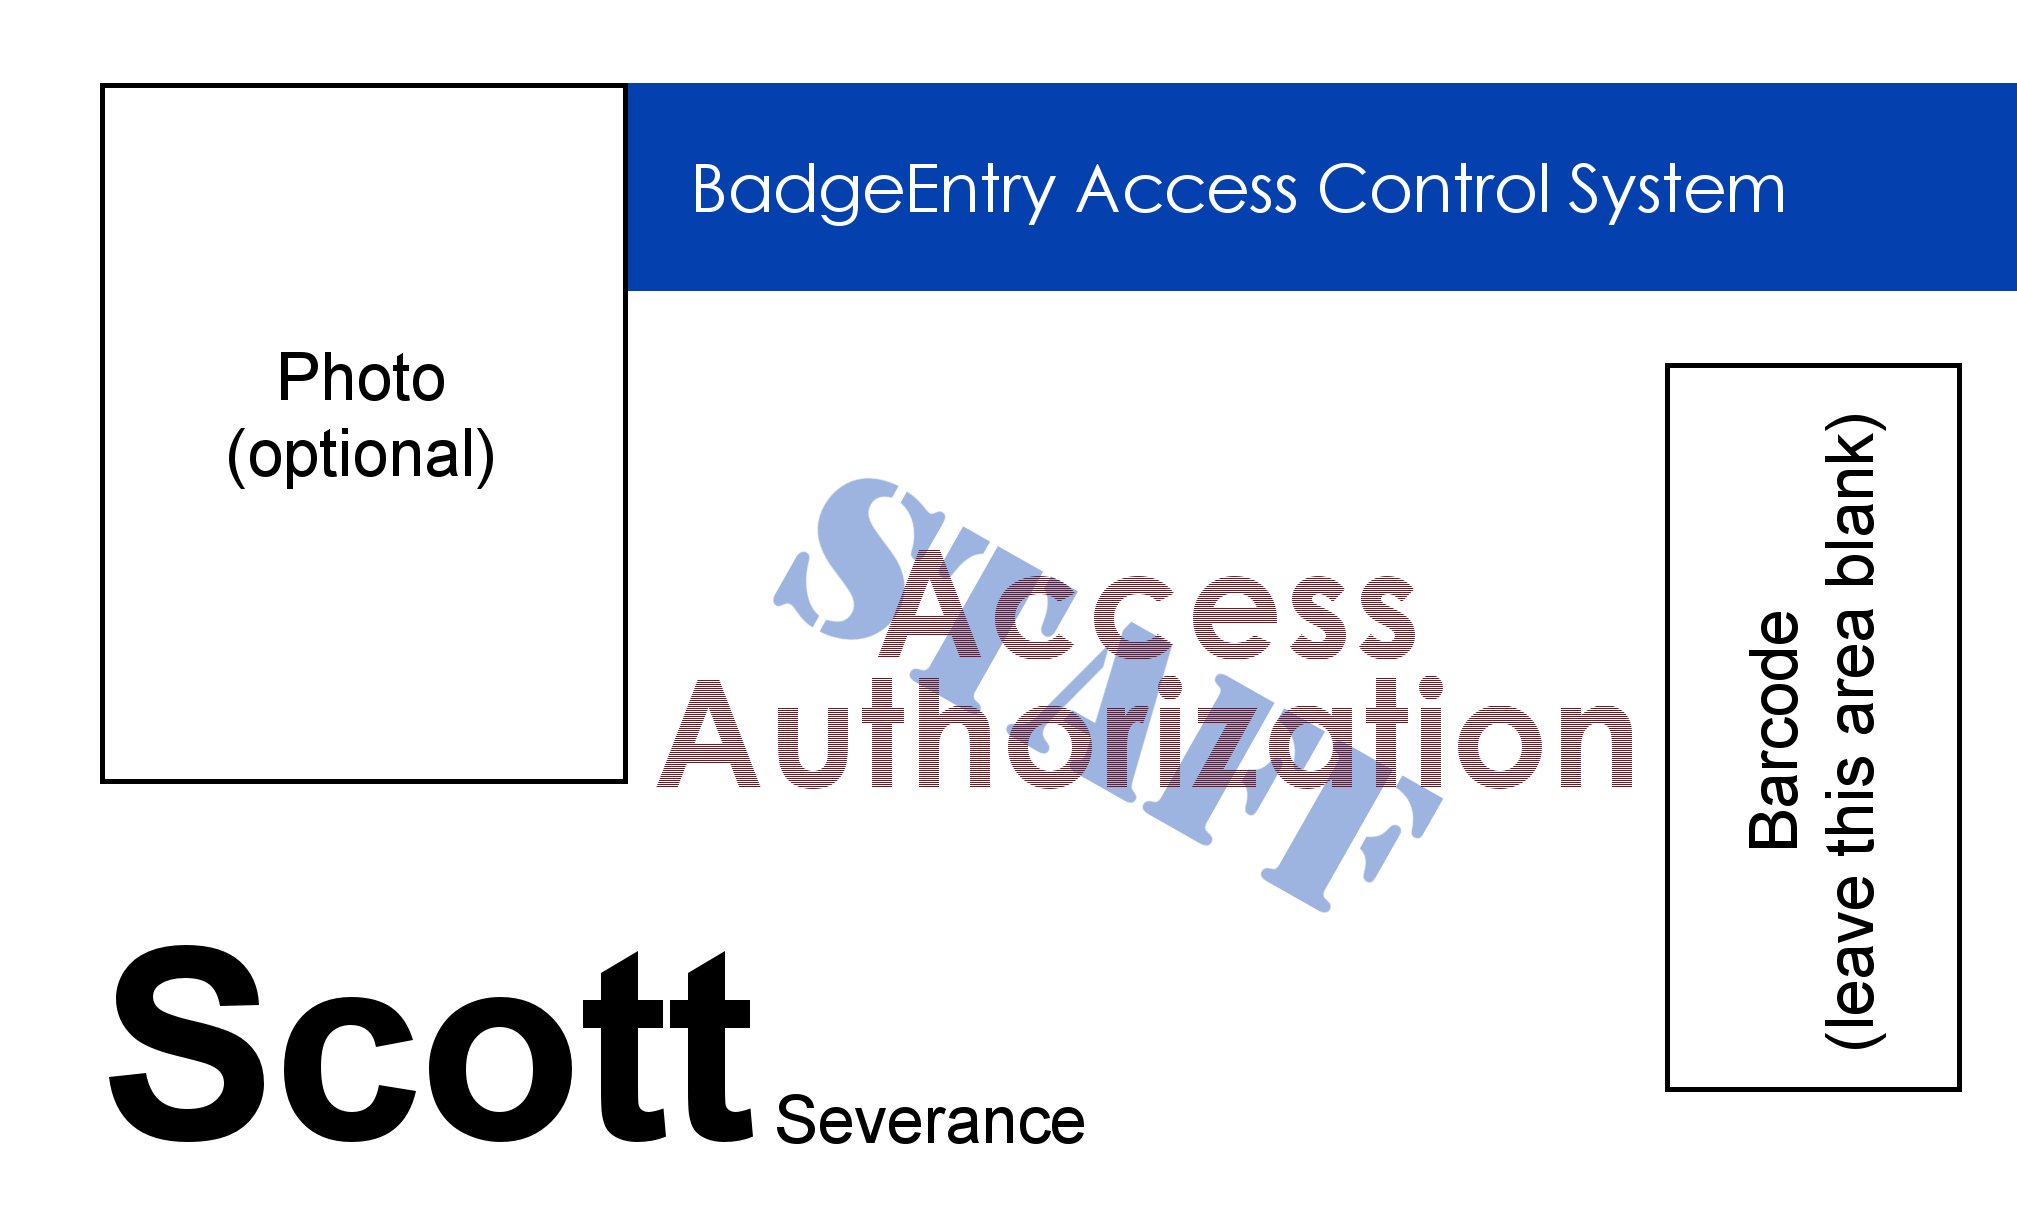 BadgeEntry Access Control System
Photo
(optional)
STAFF
Access
Authorization
Barcode
(leave this area blank)
Scott Severance